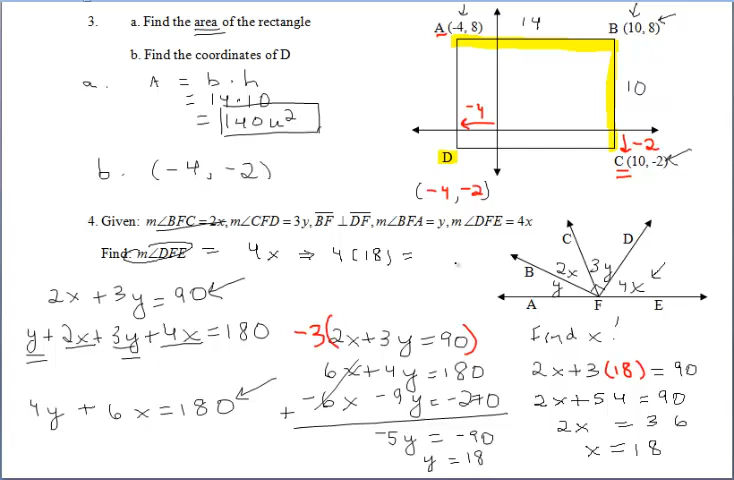 3. a. Find the area of the rectangle
b. Find the coordinates of D
a. A = b · h
= 14 · 10
= 140 u²
b. (-4, -2)
A (-4, 8)
14
B (10, 8)
10
-4
-2
D
C (10, -2)
(-4, -2)
4. Given: m∠BFC = 2x, m∠CFD = 3y, BF ⊥ DF, m∠BFA = y, m∠DFE = 4x
Find: m∠DFE = 4x ⇒ 4(18) =
C
D
B
2x
3y
y
4x
A
F
E
2x + 3y = 90
y + 2x + 3y + 4x = 180
4y + 6x = 180
-3(2x + 3y = 90)
6x + 4y = 180
+ -6x - 9y = -270
-5y = -90
y = 18
Find x!
2x + 3(18) = 90
2x + 54 = 90
2x = 36
x = 18